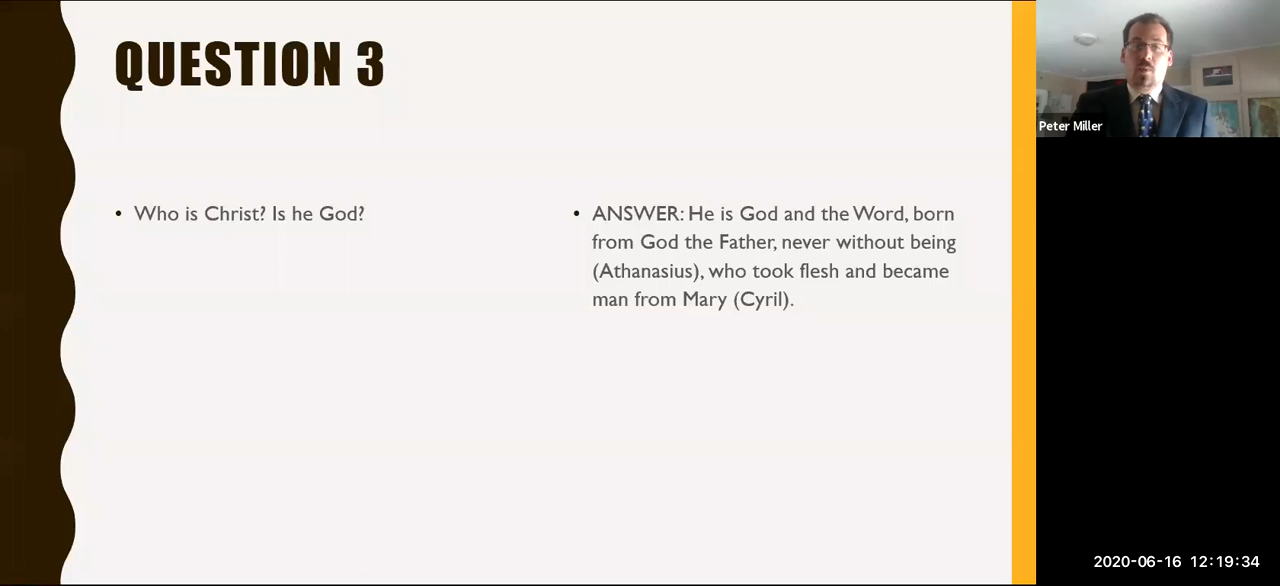 QUESTION 3
• Who is Christ? Is he God?
• ANSWER: He is God and the Word, born
from God the Father, never without being
(Athanasius), who took flesh and became
man from Mary (Cyril).
Peter Miller
2020-06-16 12:19:34